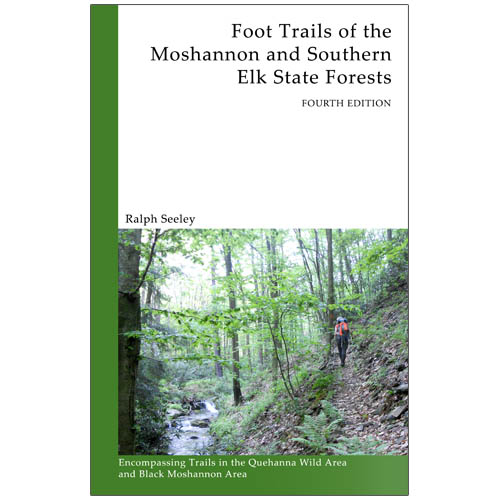 Foot Trails of the
Moshannon and Southern
Elk State Forests
FOURTH EDITION
Ralph Seeley
Encompassing Trails in the Quehanna Wild Area
and Black Moshannon Area